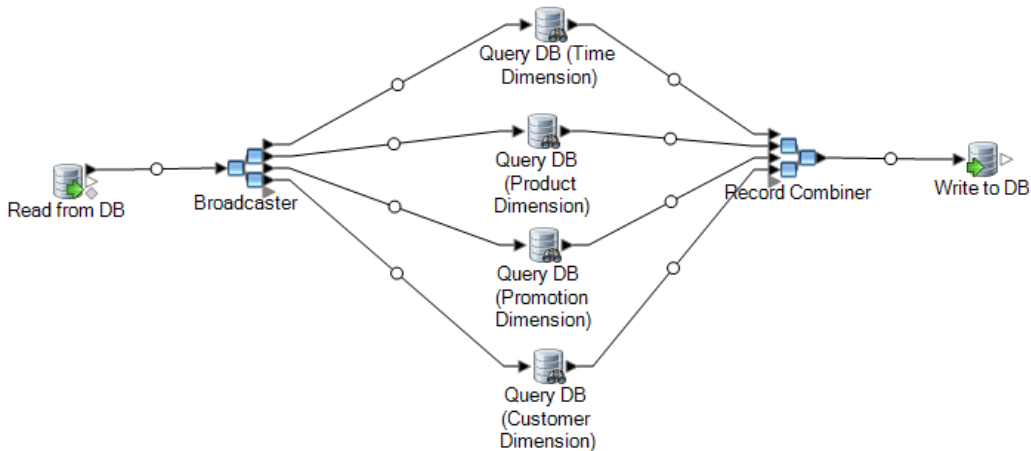 Query DB (Time
Dimension)
Read from DB
Broadcaster
Query DB
(Product
Dimension)
Record Combiner
Write to DB
Query DB
(Promotion
Dimension)
Query DB
(Customer
Dimension)